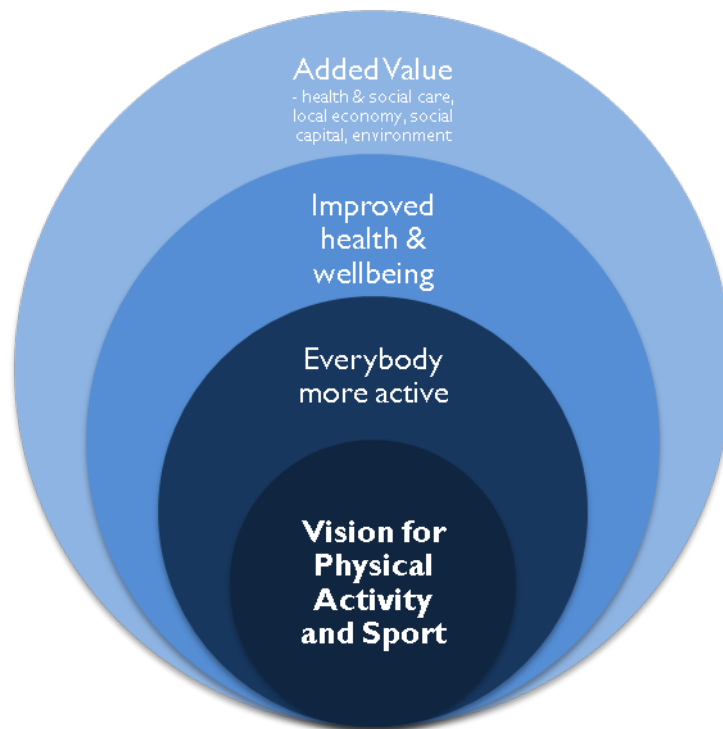 Added Value
- health & social care,
local economy, social
capital, environment
Improved
health &
wellbeing
Everybody
more active
Vision for
Physical
Activity
and Sport